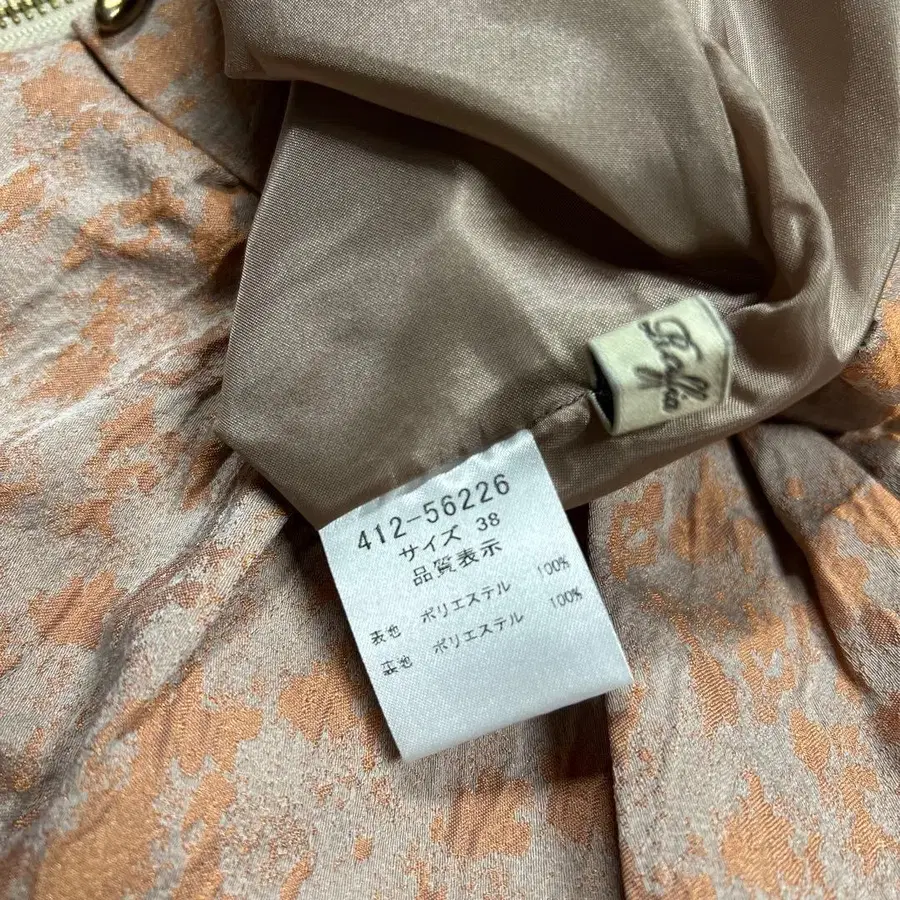 412-56226
サイズ 38
品質表示
表地 ポリエステル 100%
裏地 ポリエステル 100%